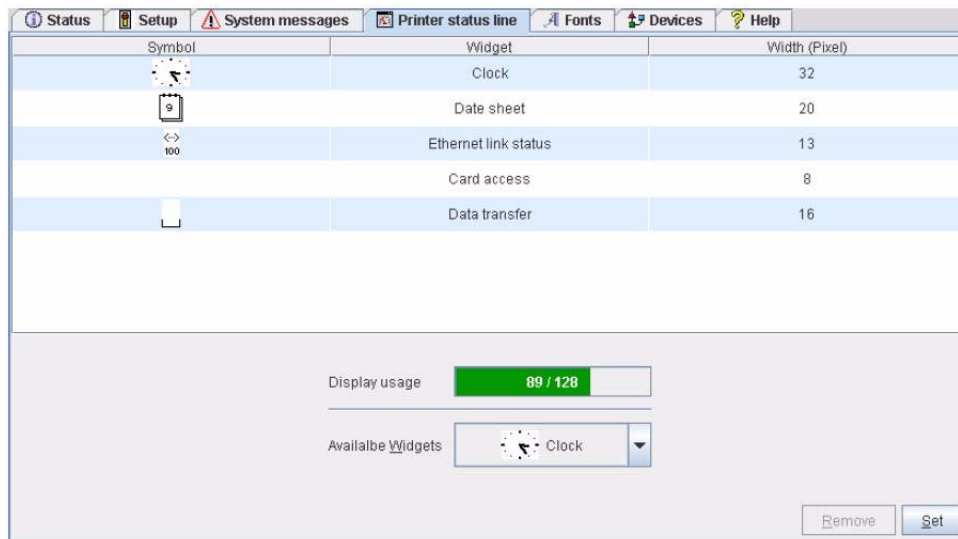 Status Setup System messages Printer status line Fonts Devices Help
Symbol Widget Width (Pixel)
Clock 32
9 Date sheet 20
<--> 100 Ethernet link status 13
Card access 8
Data transfer 16
Display usage 89 / 128
Availalbe Widgets Clock
Remove Set